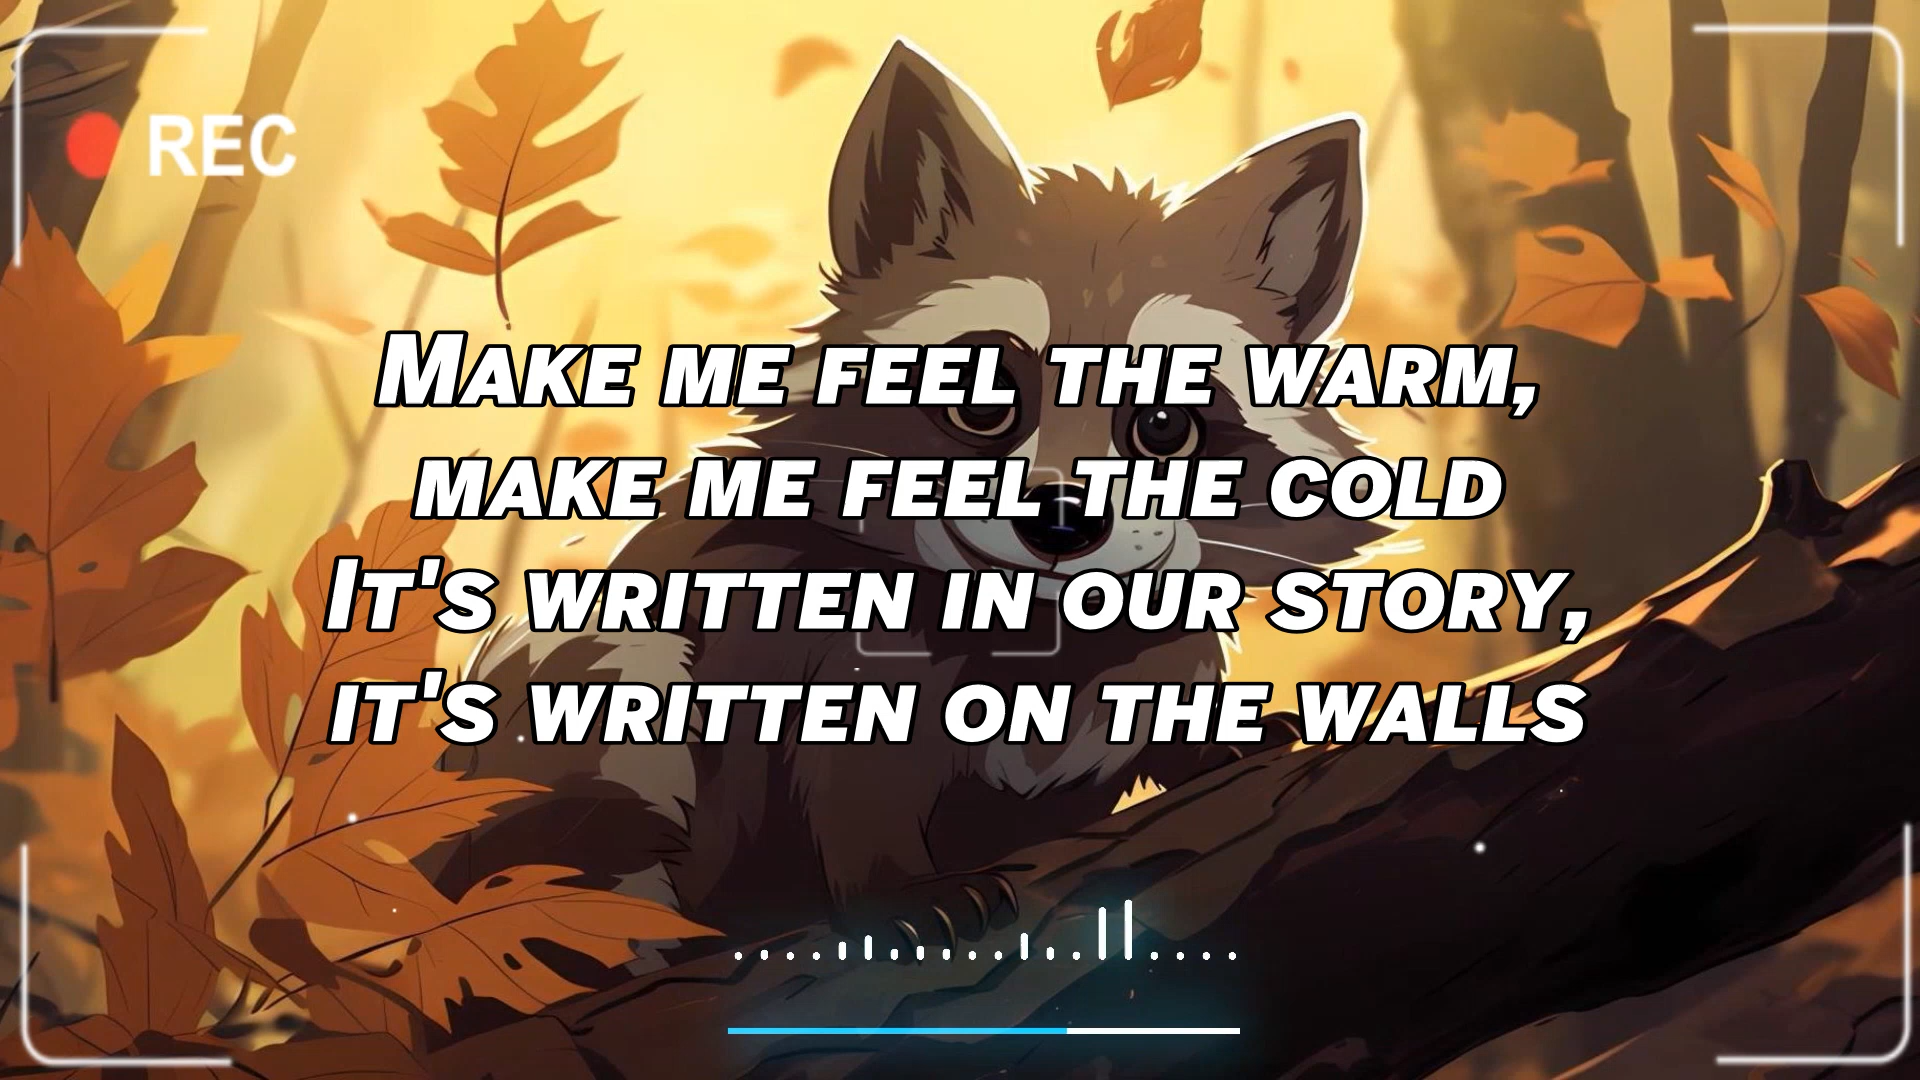 REC
Make me feel the warm,
make me feel the cold
It's written in our story,
it's written on the walls